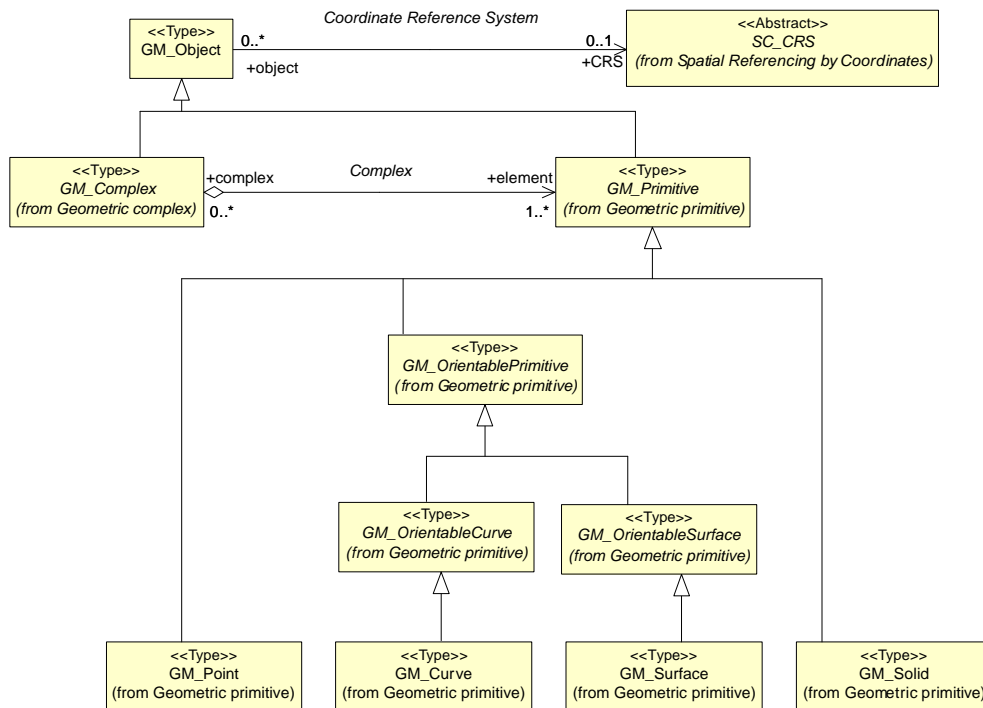 Coordinate Reference System
<<Type>>
GM_Object
0..*
+object
0..1
+CRS
<<Abstract>>
SC_CRS
(from Spatial Referencing by Coordinates)
<<Type>>
GM_Complex
(from Geometric complex)
+complex
0..*
Complex
+element
1..*
<<Type>>
GM_Primitive
(from Geometric primitive)
<<Type>>
GM_OrientablePrimitive
(from Geometric primitive)
<<Type>>
GM_OrientableCurve
(from Geometric primitive)
<<Type>>
GM_OrientableSurface
(from Geometric primitive)
<<Type>>
GM_Point
(from Geometric primitive)
<<Type>>
GM_Curve
(from Geometric primitive)
<<Type>>
GM_Surface
(from Geometric primitive)
<<Type>>
GM_Solid
(from Geometric primitive)